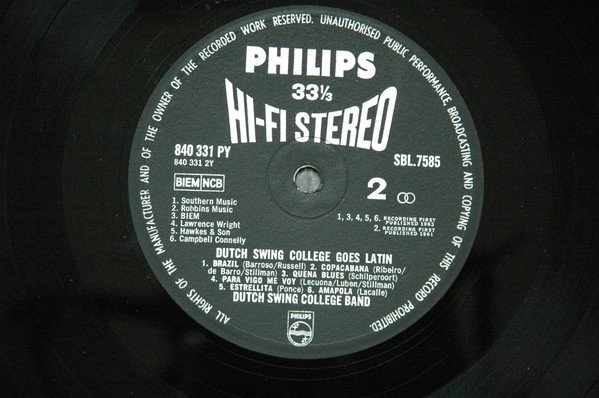 ALL RIGHTS OF THE MANUFACTURER AND OF THE OWNER OF THE RECORDED WORK RESERVED. UNAUTHORISED PUBLIC PERFORMANCE, BROADCASTING AND COPYING OF THIS RECORD PROHIBITED.
PHILIPS
33⅓
HI-FI STEREO
840 331 PY
840 331 2Y
SBL.7585
BIEM NCB
2
1. Southern Music
2. Robbins Music
3. BIEM
4. Lawrence Wright
5. Hawkes & Son
6. Campbell Connelly
1, 3, 4, 5, 6. RECORDING FIRST PUBLISHED 1963
2. RECORDING FIRST PUBLISHED 1961
DUTCH SWING COLLEGE GOES LATIN
1. BRAZIL (Barroso/Russell) 2. COPACABANA (Ribeiro/
de Barro/Stillman) 3. QUENA BLUES (Schilperoort)
4. PARA VIGO ME VOY (Lecuona/Luben/Stillman)
5. ESTRELLITA (Ponce) 6. AMAPOLA (Lacalle)
DUTCH SWING COLLEGE BAND
PHILIPS